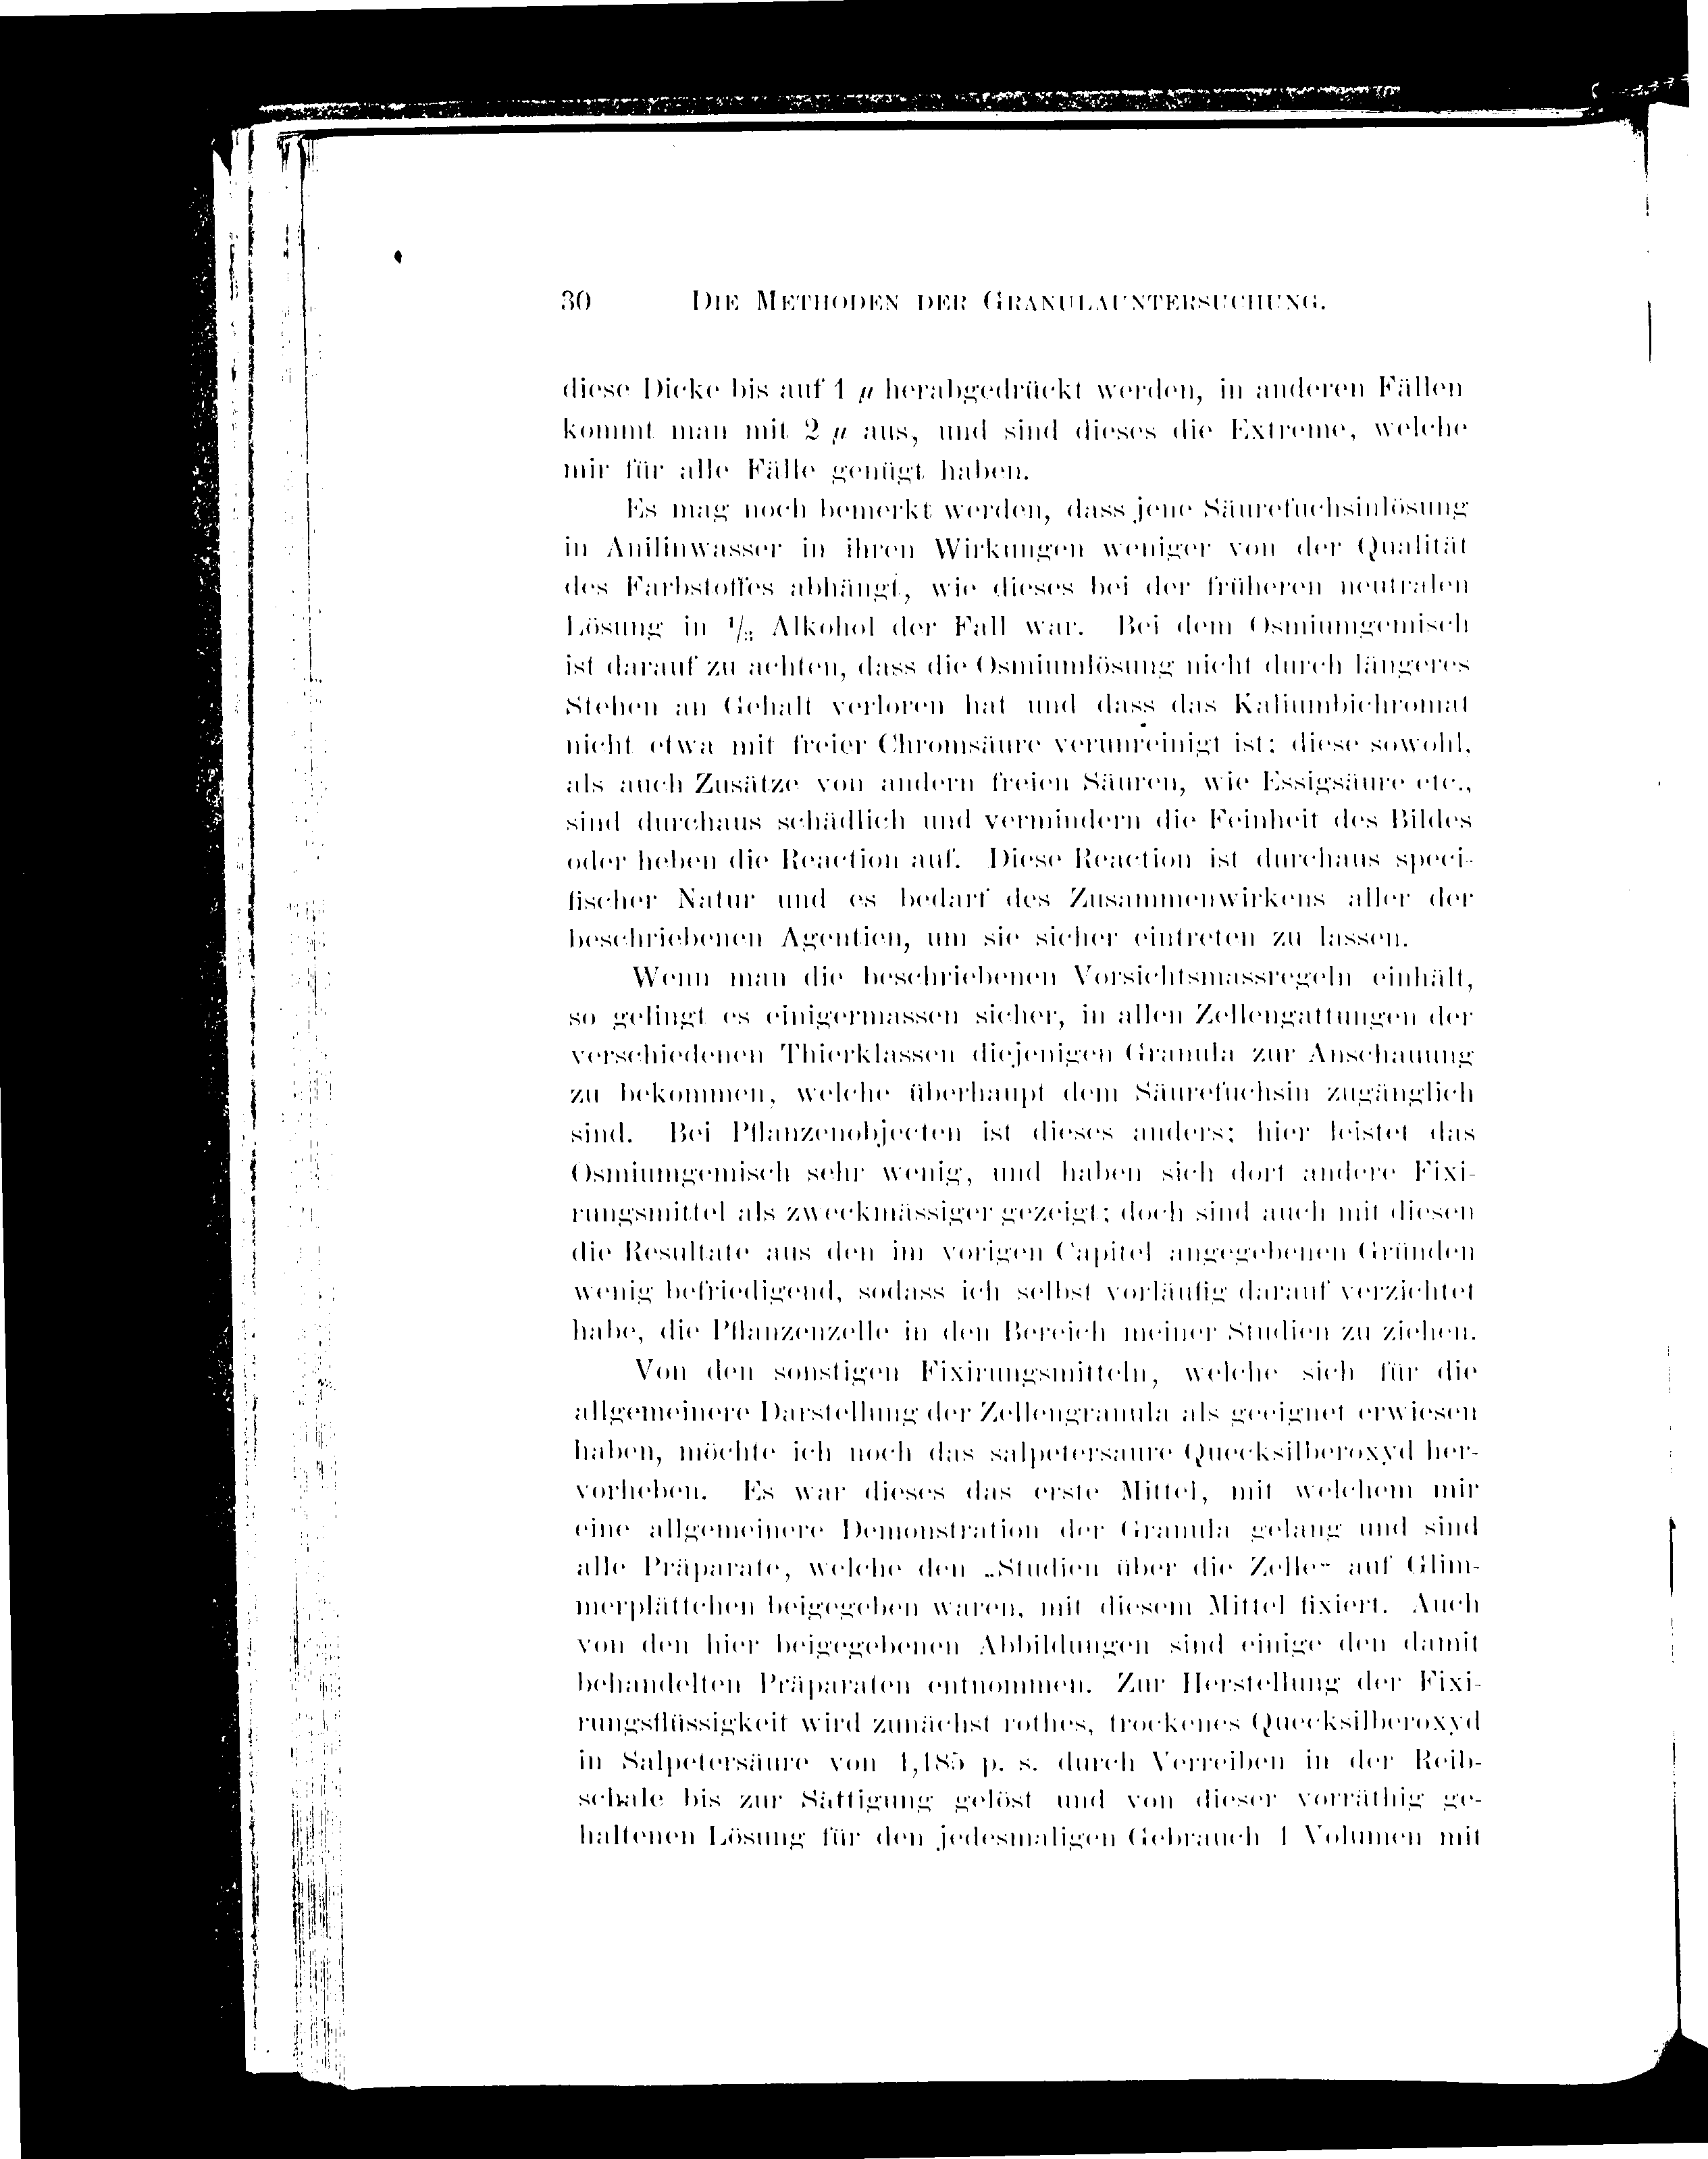 30 DIE METHODEN DER GRANULAUNTERSUCHUNG.
diese Dicke bis auf 1 μ herabgedrückt werden, in anderen Fällen
kommt man mit 2 μ aus, und sind dieses die Extreme, welche
mir für alle Fälle genügt haben.
Es mag noch bemerkt werden, dass jene Säurefuchsinlösung
in Anilinwasser in ihren Wirkungen weniger von der Qualität
des Farbstoffes abhängt, wie dieses bei der früheren neutralen
Lösung in 1/3 Alkohol der Fall war. Bei dem Osmiumgemisch
ist darauf zu achten, dass die Osmiumlösung nicht durch längeres
Stehen an Gehalt verloren hat und dass das Kaliumbichromat
nicht etwa mit freier Chromsäure verunreinigt ist; diese sowohl,
als auch Zusätze von andern freien Säuren, wie Essigsäure etc.,
sind durchaus schädlich und vermindern die Feinheit des Bildes
oder heben die Reaction auf. Diese Reaction ist durchaus speci-
fischer Natur und es bedarf des Zusammenwirkens aller der
beschriebenen Agentien, um sie sicher eintreten zu lassen.
Wenn man die beschriebenen Vorsichtsmassregeln einhält,
so gelingt es einigermassen sicher, in allen Zellengattungen der
verschiedenen Thierklassen diejenigen Granula zur Anschauung
zu bekommen, welche überhaupt dem Säurefuchsin zugänglich
sind. Bei Pflanzenobjecten ist dieses anders; hier leistet das
Osmiumgemisch sehr wenig, und haben sich dort andere Fixi-
rungsmittel als zweckmässiger gezeigt; doch sind auch mit diesen
die Resultate aus den im vorigen Capitel angegebenen Gründen
wenig befriedigend, sodass ich selbst vorläufig darauf verzichtet
habe, die Pflanzenzelle in den Bereich meiner Studien zu ziehen.
Von den sonstigen Fixirungsmitteln, welche sich für die
allgemeinere Darstellung der Zellengranula als geeignet erwiesen
haben, möchte ich noch das salpetersaure Quecksilberoxyd her-
vorheben. Es war dieses das erste Mittel, mit welchem mir
eine allgemeinere Demonstration der Granula gelang und sind
alle Präparate, welche den „Studien über die Zelle“ auf Glim-
merplättchen beigegeben waren, mit diesem Mittel fixiert. Auch
von den hier beigegebenen Abbildungen sind einige den damit
behandelten Präparaten entnommen. Zur Herstellung der Fixi-
rungsflüssigkeit wird zunächst rothes, trockenes Quecksilberoxyd
in Salpetersäure von 1,185 p. s. durch Verreiben in der Reib-
schale bis zur Sättigung gelöst und von dieser vorräthig ge-
haltenen Lösung für den jedesmaligen Gebrauch 1 Volumen mit